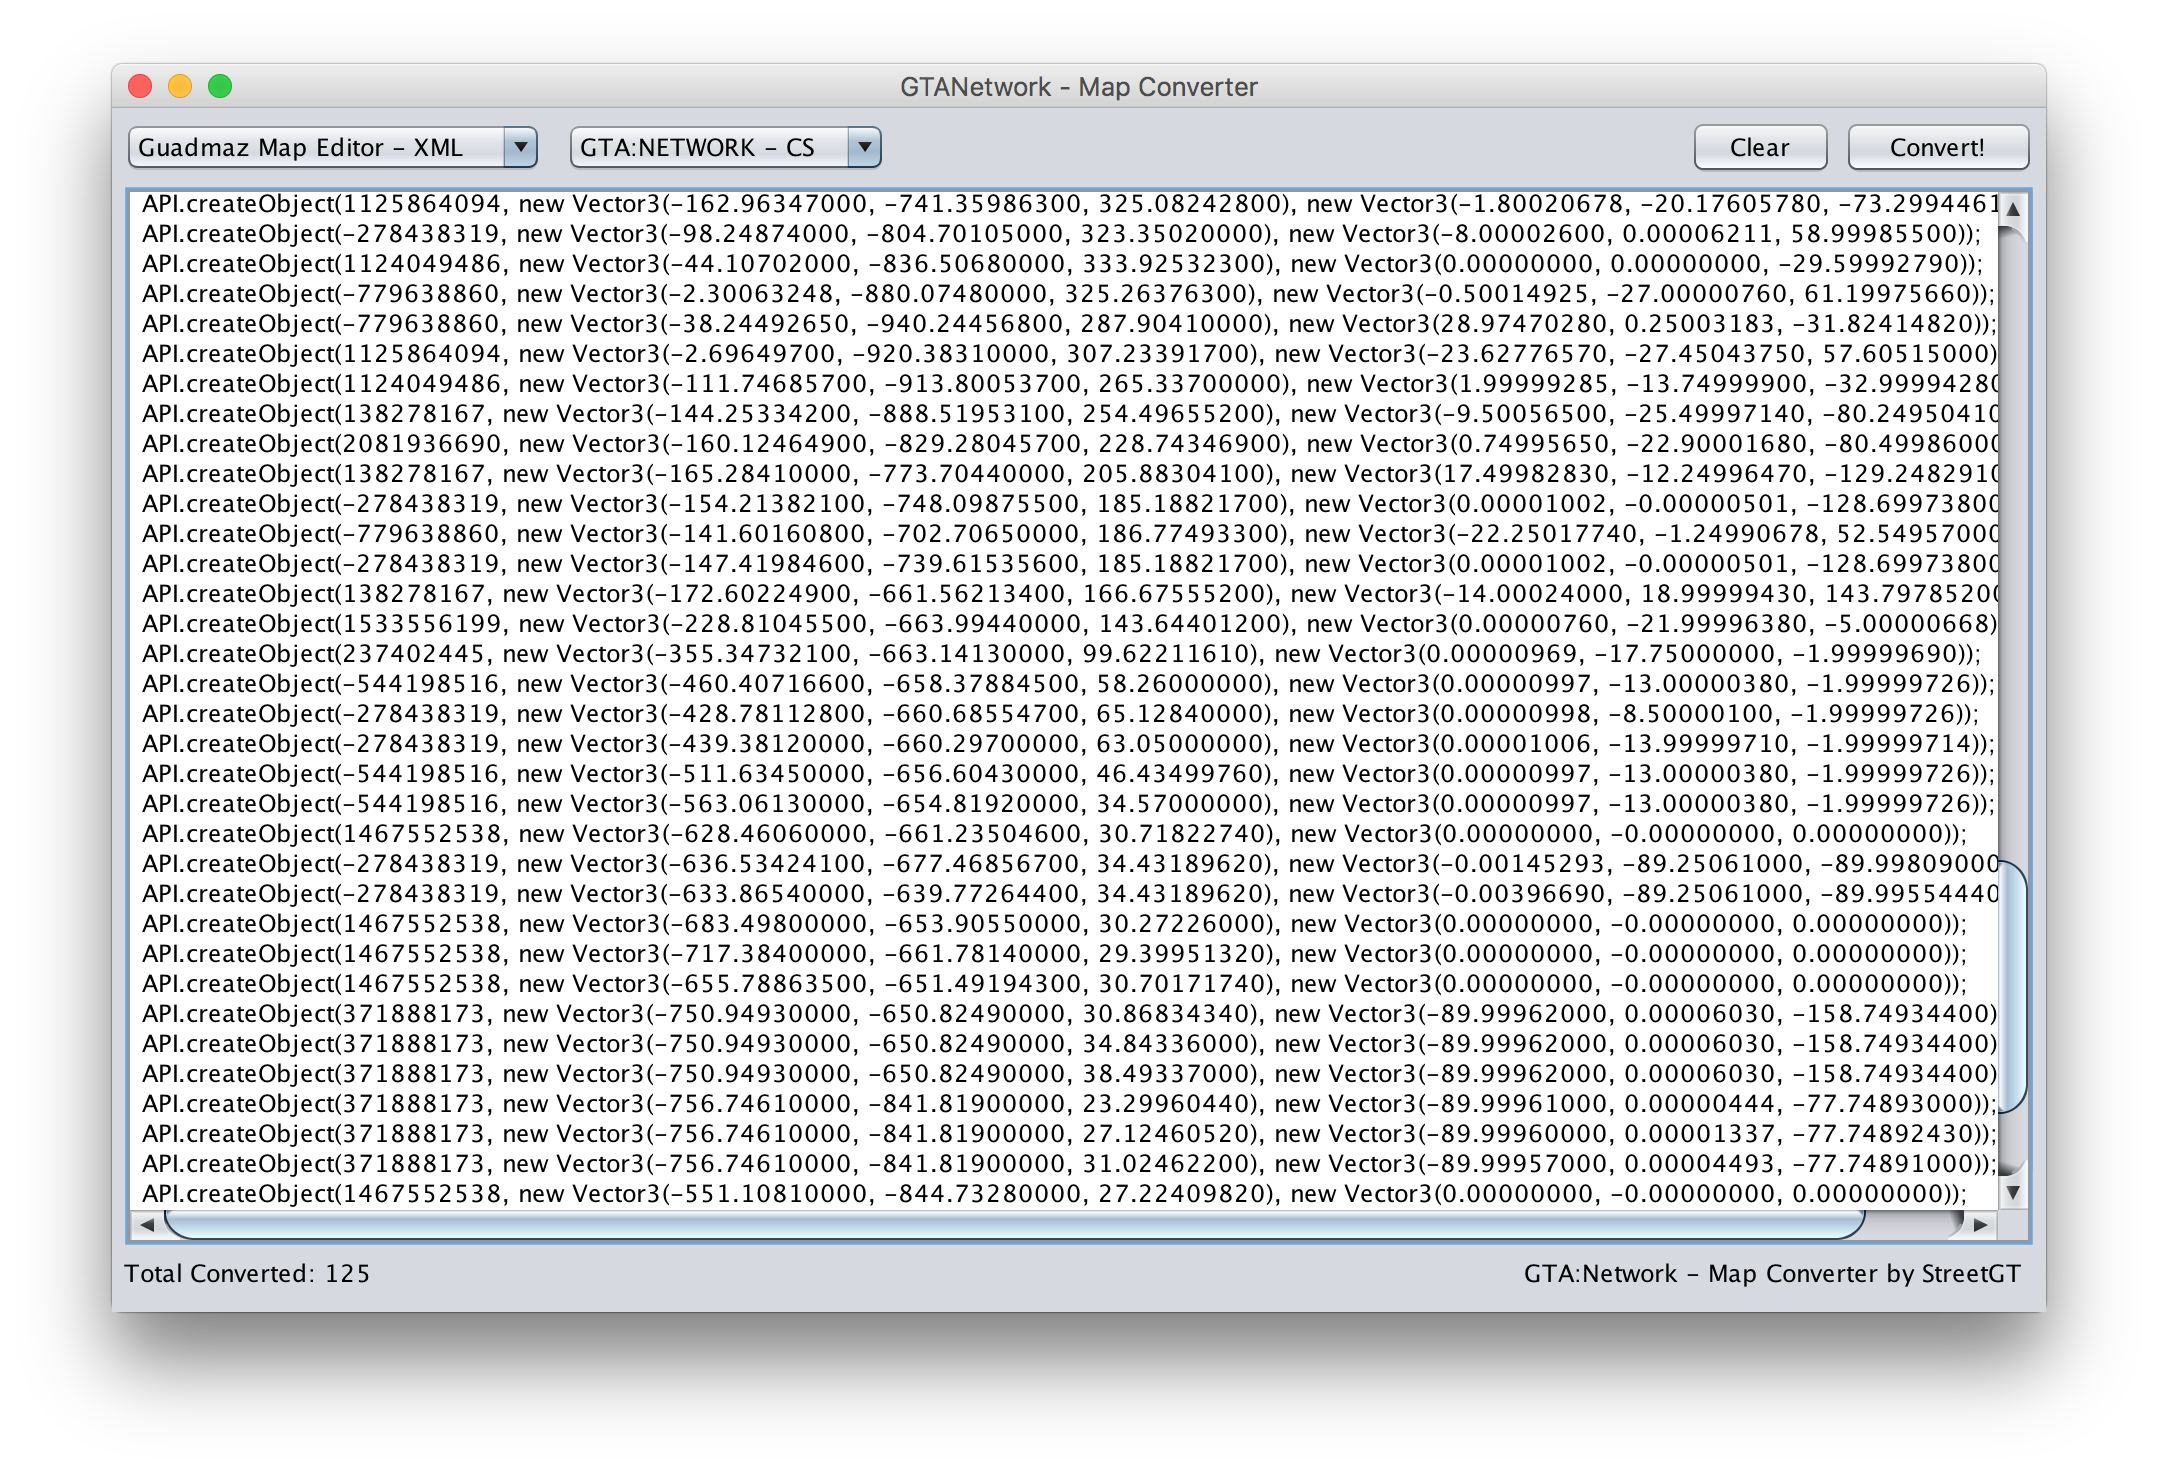 GTANetwork - Map Converter
Guadmaz Map Editor - XML
GTA:NETWORK - CS
Clear
Convert!
API.createObject(1125864094, new Vector3(-162.96347000, -741.35986300, 325.08242800), new Vector3(-1.80020678, -20.17605780, -73.2994461
API.createObject(-278438319, new Vector3(-98.24874000, -804.70105000, 323.35020000), new Vector3(-8.00002600, 0.00006211, 58.99985500));
API.createObject(1124049486, new Vector3(-44.10702000, -836.50680000, 333.92532300), new Vector3(0.00000000, 0.00000000, -29.59992790));
API.createObject(-779638860, new Vector3(-2.30063248, -880.07480000, 325.26376300), new Vector3(-0.50014925, -27.00000760, 61.19975660));
API.createObject(-779638860, new Vector3(-38.24492650, -940.24456800, 287.90410000), new Vector3(28.97470280, 0.25003183, -31.82414820));
API.createObject(1125864094, new Vector3(-2.69649700, -920.38310000, 307.23391700), new Vector3(-23.62776570, -27.45043750, 57.60515000)
API.createObject(1124049486, new Vector3(-111.74685700, -913.80053700, 265.33700000), new Vector3(1.99999285, -13.74999900, -32.99994280
API.createObject(138278167, new Vector3(-144.25334200, -888.51953100, 254.49655200), new Vector3(-9.50056500, -25.49997140, -80.24950410
API.createObject(2081936690, new Vector3(-160.12464900, -829.28045700, 228.74346900), new Vector3(0.74995650, -22.90001680, -80.49986000
API.createObject(138278167, new Vector3(-165.28410000, -773.70440000, 205.88304100), new Vector3(17.49982830, -12.24996470, -129.2482910
API.createObject(-278438319, new Vector3(-154.21382100, -748.09875500, 185.18821700), new Vector3(0.00001002, -0.00000501, -128.69973800
API.createObject(-779638860, new Vector3(-141.60160800, -702.70650000, 186.77493300), new Vector3(-22.25017740, -1.24990678, 52.54957000
API.createObject(-278438319, new Vector3(-147.41984600, -739.61535600, 185.18821700), new Vector3(0.00001002, -0.00000501, -128.69973800
API.createObject(138278167, new Vector3(-172.60224900, -661.56213400, 166.67555200), new Vector3(-14.00024000, 18.99999430, 143.79785200
API.createObject(1533556199, new Vector3(-228.81045500, -663.99440000, 143.64401200), new Vector3(0.00000760, -21.99996380, -5.00000668)
API.createObject(237402445, new Vector3(-355.34732100, -663.14130000, 99.62211610), new Vector3(0.00000969, -17.75000000, -1.99999690));
API.createObject(-544198516, new Vector3(-460.40716600, -658.37884500, 58.26000000), new Vector3(0.00000997, -13.00000380, -1.99999726));
API.createObject(-278438319, new Vector3(-428.78112800, -660.68554700, 65.12840000), new Vector3(0.00000998, -8.50000100, -1.99999726));
API.createObject(-278438319, new Vector3(-439.38120000, -660.29700000, 63.05000000), new Vector3(0.00001006, -13.99999710, -1.99999714));
API.createObject(-544198516, new Vector3(-511.63450000, -656.60430000, 46.43499760), new Vector3(0.00000997, -13.00000380, -1.99999726));
API.createObject(-544198516, new Vector3(-563.06130000, -654.81920000, 34.57000000), new Vector3(0.00000997, -13.00000380, -1.99999726));
API.createObject(1467552538, new Vector3(-628.46060000, -661.23504600, 30.71822740), new Vector3(0.00000000, -0.00000000, 0.00000000));
API.createObject(-278438319, new Vector3(-636.53424100, -677.46856700, 34.43189620), new Vector3(-0.00145293, -89.25061000, -89.99809000
API.createObject(-278438319, new Vector3(-633.86540000, -639.77264400, 34.43189620), new Vector3(-0.00396690, -89.25061000, -89.99554440
API.createObject(1467552538, new Vector3(-683.49800000, -653.90550000, 30.27226000), new Vector3(0.00000000, -0.00000000, 0.00000000));
API.createObject(1467552538, new Vector3(-717.38400000, -661.78140000, 29.39951320), new Vector3(0.00000000, -0.00000000, 0.00000000));
API.createObject(1467552538, new Vector3(-655.78863500, -651.49194300, 30.70171740), new Vector3(0.00000000, -0.00000000, 0.00000000));
API.createObject(371888173, new Vector3(-750.94930000, -650.82490000, 30.86834340), new Vector3(-89.99962000, 0.00006030, -158.74934400)
API.createObject(371888173, new Vector3(-750.94930000, -650.82490000, 34.84336000), new Vector3(-89.99962000, 0.00006030, -158.74934400)
API.createObject(371888173, new Vector3(-750.94930000, -650.82490000, 38.49337000), new Vector3(-89.99962000, 0.00006030, -158.74934400)
API.createObject(371888173, new Vector3(-756.74610000, -841.81900000, 23.29960440), new Vector3(-89.99961000, 0.00000444, -77.74893000));
API.createObject(371888173, new Vector3(-756.74610000, -841.81900000, 27.12460520), new Vector3(-89.99960000, 0.00001337, -77.74892430));
API.createObject(371888173, new Vector3(-756.74610000, -841.81900000, 31.02462200), new Vector3(-89.99957000, 0.00004493, -77.74891000));
API.createObject(1467552538, new Vector3(-551.10810000, -844.73280000, 27.22409820), new Vector3(0.00000000, -0.00000000, 0.00000000));
Total Converted: 125
GTA:Network - Map Converter by StreetGT